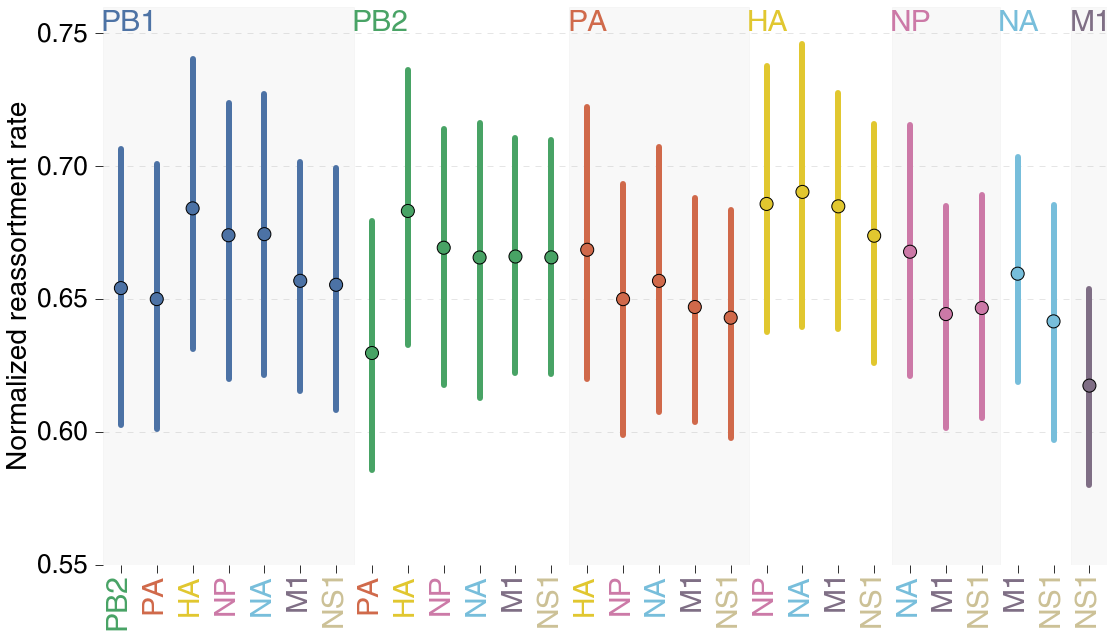 PB1 PB2 PA HA NP NA M1
Normalized reassortment rate
0.75
0.70
0.65
0.60
0.55
PB2 PA HA NP NA M1 NS1 PA HA NP NA M1 NS1 HA NP NA M1 NS1 NP NA M1 NS1 NA M1 NS1 M1 NS1 NS1